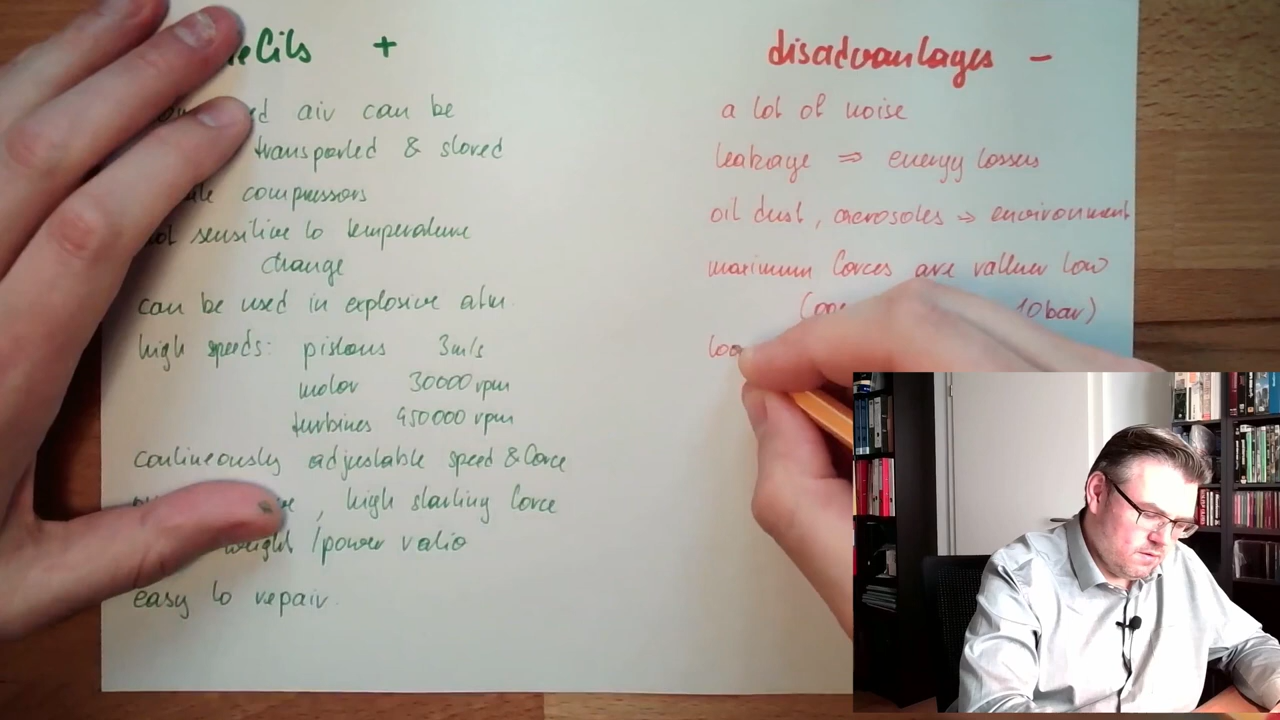 +
air can be
transported & stored
compressors
sensitive to temperature
change
can be used in explosive atm.
high speeds: pistons 3m/s
motor 30000 rpm
turbines 450000 rpm
continuously adjustable speed & force
, high starting force
weight / power ratio
easy to repair.
disadvantages -
a lot of noise
leakage => energy losses
oil dust, aerosoles -> environment
maximum forces are rather low
10bar)